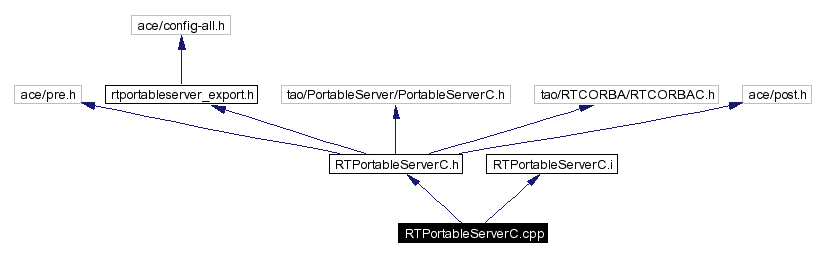 ace/config-all.h
ace/pre.h
rtportableserver_export.h
tao/PortableServer/PortableServerC.h
tao/RTCORBA/RTCORBAC.h
ace/post.h
RTPortableServerC.h
RTPortableServerC.i
RTPortableServerC.cpp